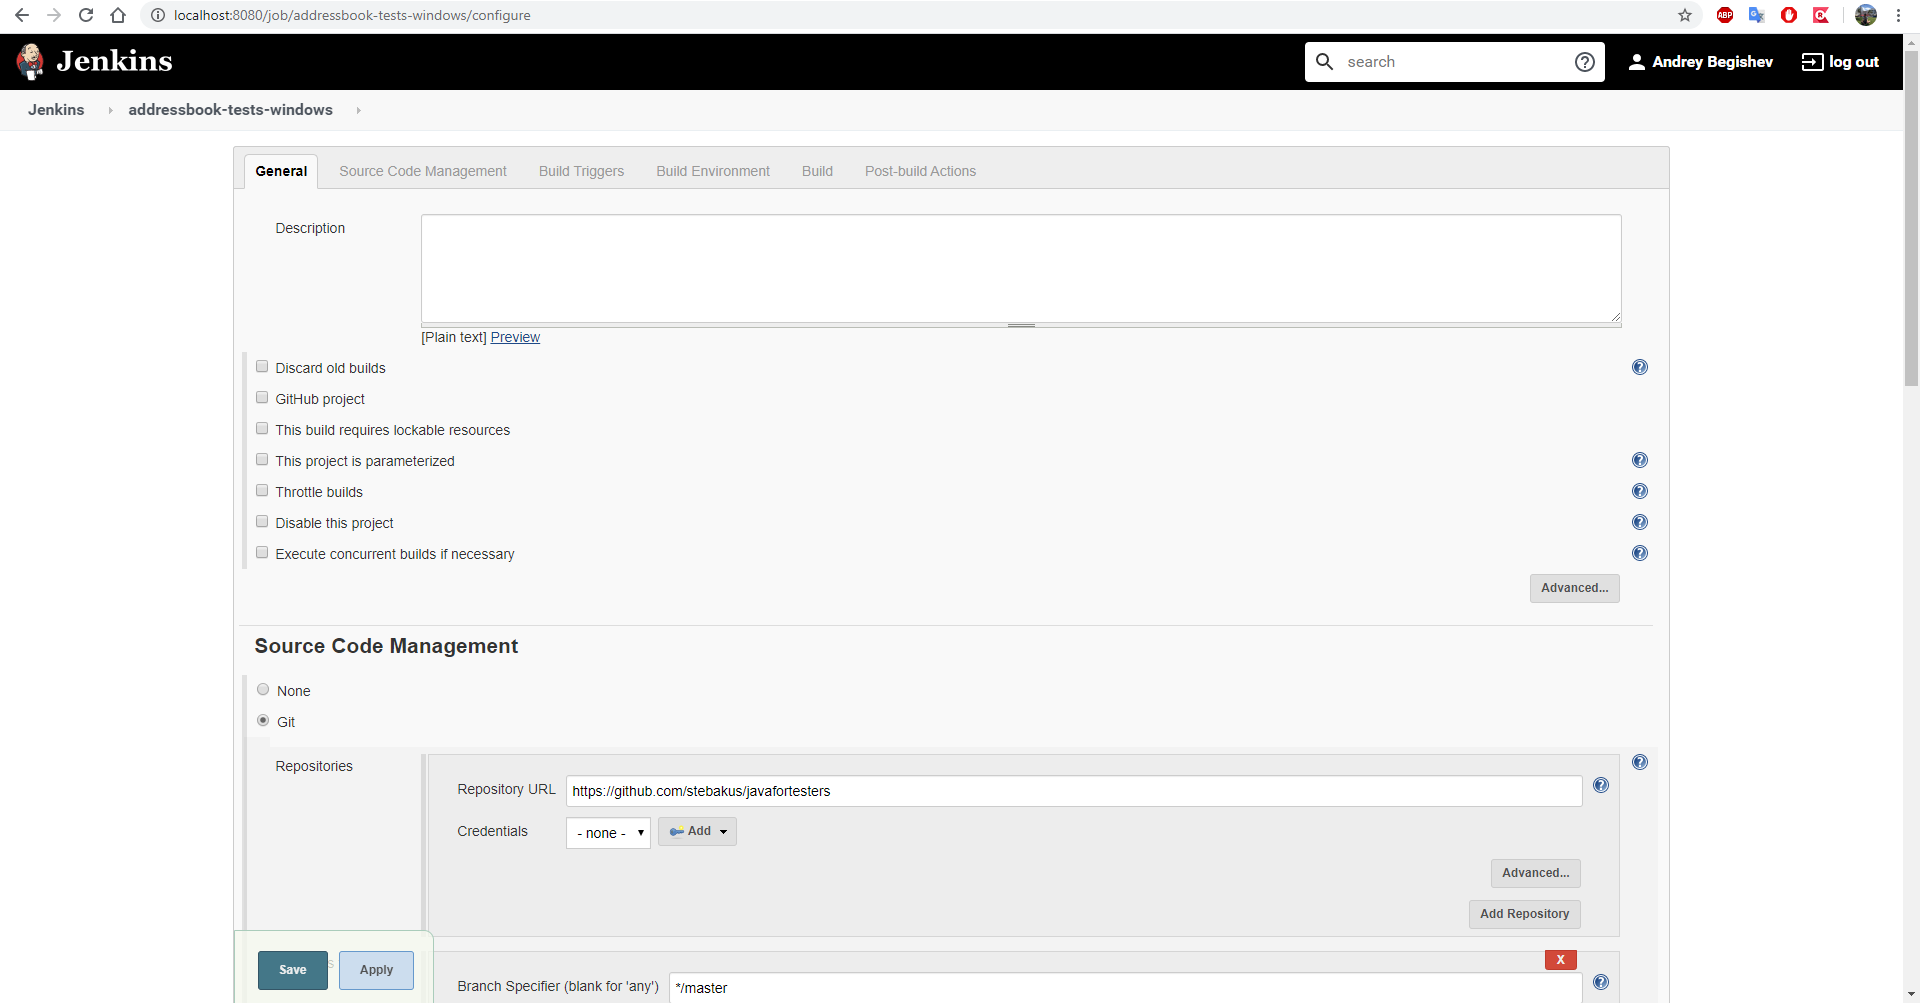 localhost:8080/job/addressbook-tests-windows/configure
ABP
Jenkins
search
Andrey Begishev
log out
Jenkins
addressbook-tests-windows
General
Source Code Management
Build Triggers
Build Environment
Build
Post-build Actions
Description
[Plain text] Preview
Discard old builds
GitHub project
This build requires lockable resources
This project is parameterized
Throttle builds
Disable this project
Execute concurrent builds if necessary
Advanced...
Source Code Management
None
Git
Repositories
Repository URL
https://github.com/stebakus/javafortesters
Credentials
- none -
Add
Advanced...
Add Repository
Save
Apply
X
Branch Specifier (blank for 'any')
*/master